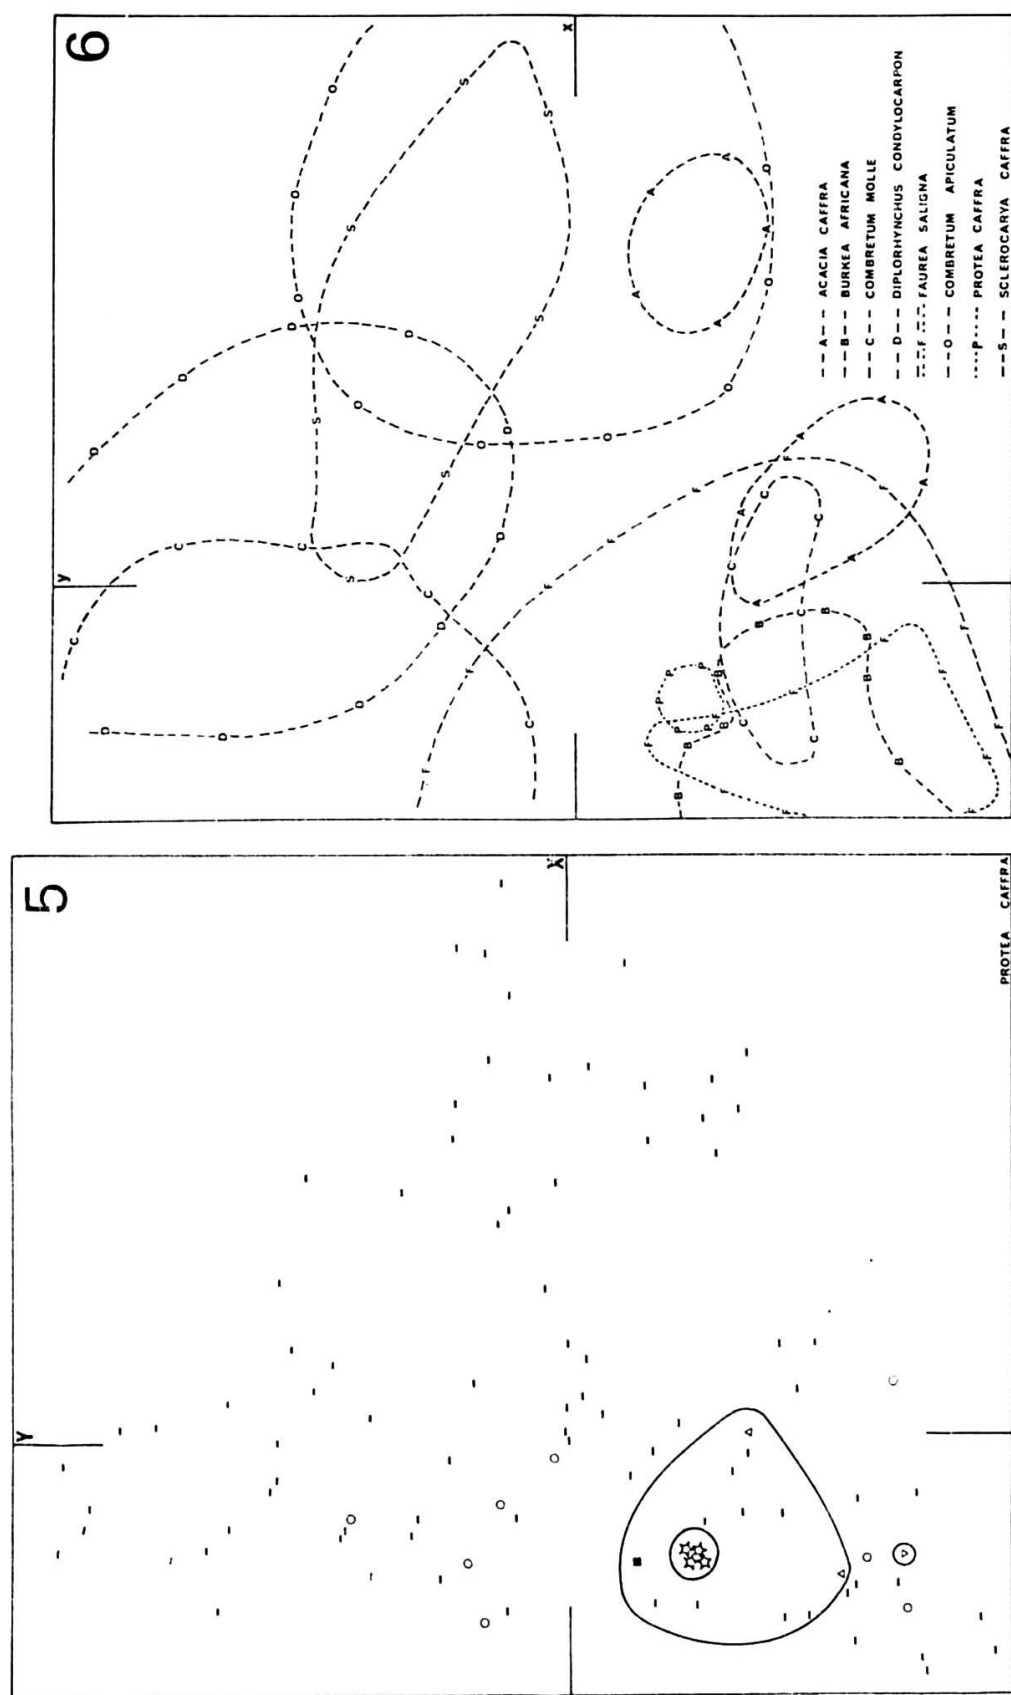 6
y
x
— A — ACACIA CAFFRA
— B — BURKEA AFRICANA
— C — COMBRETUM MOLLE
— D — DIPLORHYNCHUS CONDYLOCARPON
F FAUREA SALIGNA
— O — COMBRETUM APICULATUM
P PROTEA CAFFRA
— S — SCLEROCARYA CAFFRA
5
Y
X
PROTEA CAFFRA